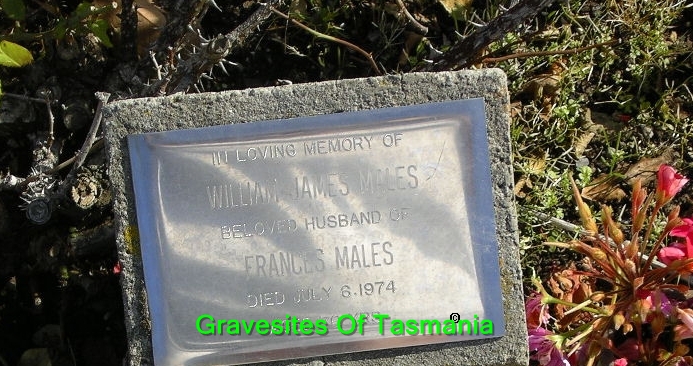 IN LOVING MEMORY OF
WILLIAM JAMES MALES
BELOVED HUSBAND OF
FRANCES MALES
DIED JULY 6.1974
Gravesites Of Tasmania ©